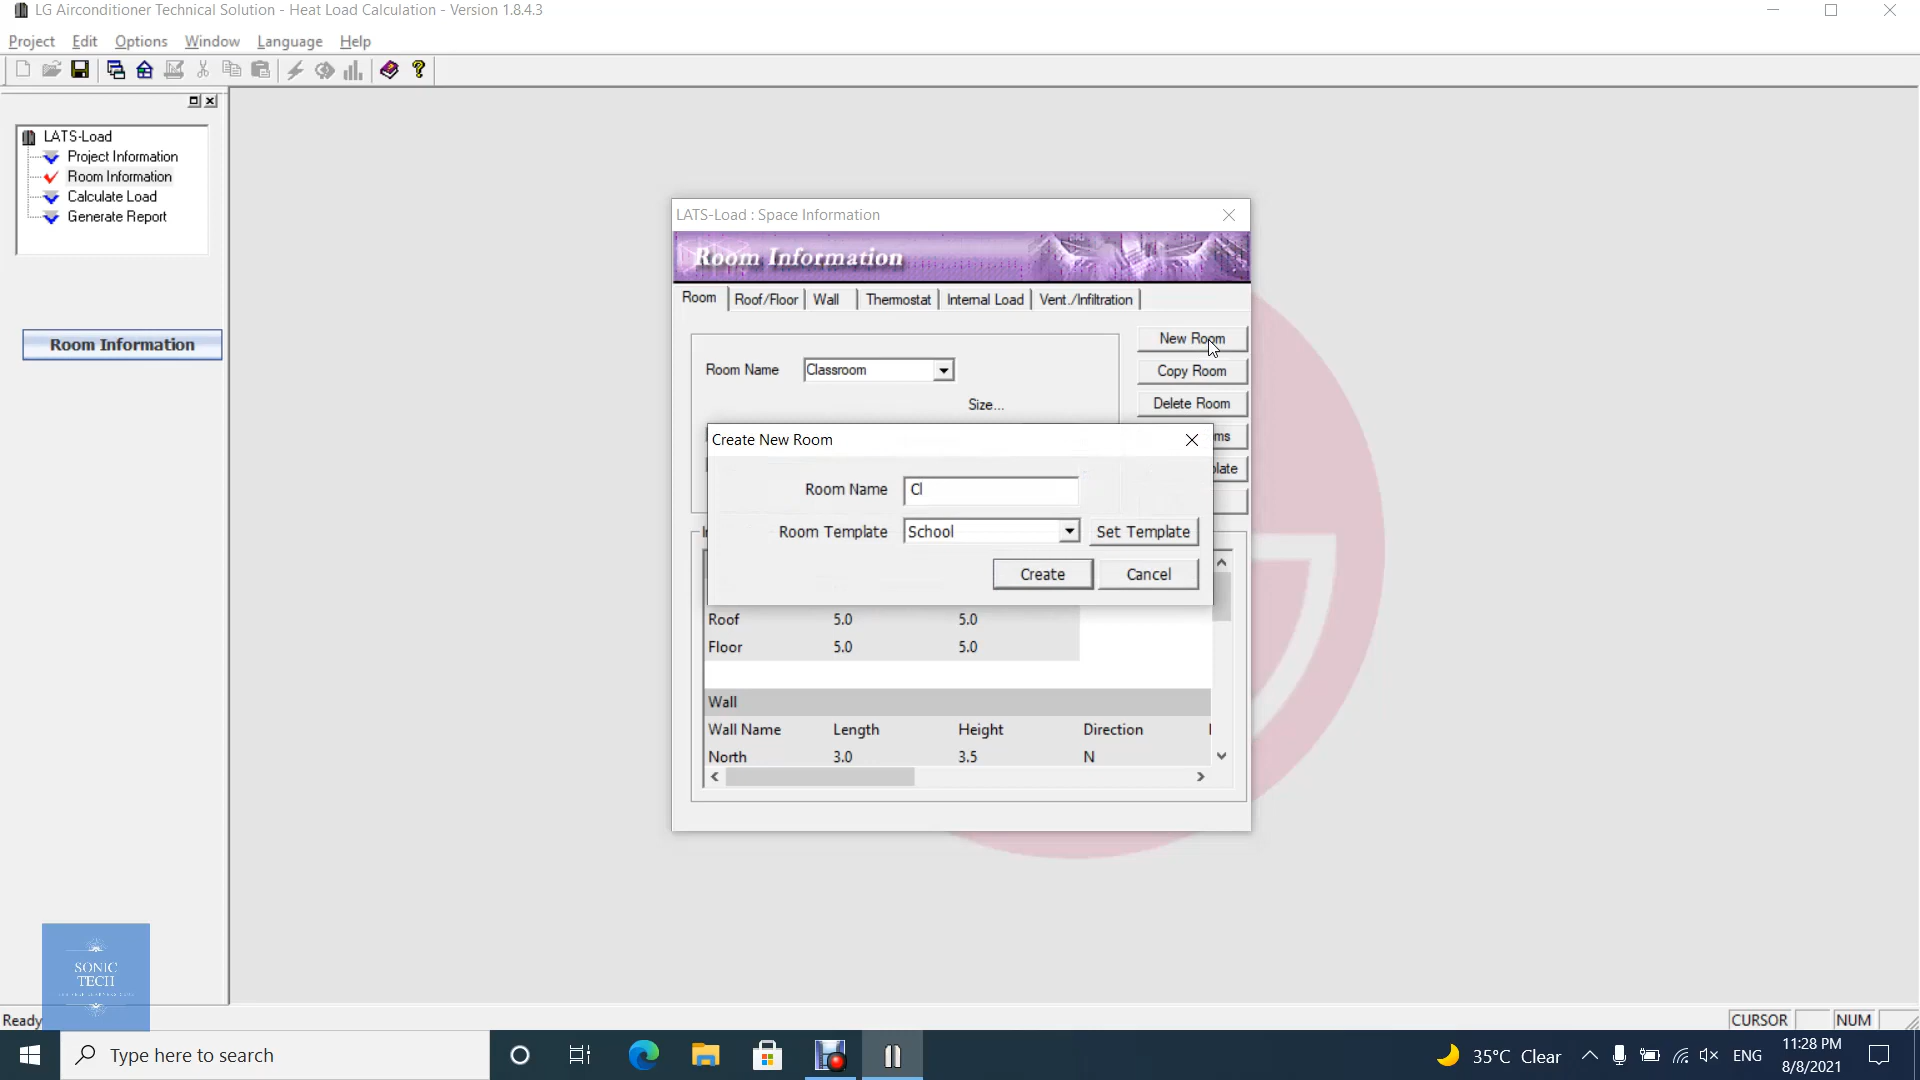 LG Airconditioner Technical Solution - Heat Load Calculation - Version 1.8.4.3
Project Edit Options Window Language Help
LATS-Load
Project Information
Room Information
Calculate Load
Generate Report
Room Information
LATS-Load : Space Information
Room Information
Room Roof/Floor Wall Thermostat Internal Load Vent./Infiltration
New Room
Room Name Classroom
Copy Room
Size...
Delete Room
Create New Room
ms
Room Name Cl
plate
Room Template School Set Template
Create Cancel
Roof 5.0 5.0
Floor 5.0 5.0
Wall
Wall Name Length Height Direction
North 3.0 3.5 N
SONIC
TECH
Ready
CURSOR NUM
Type here to search
35°C Clear
ENG
11:28 PM
8/8/2021